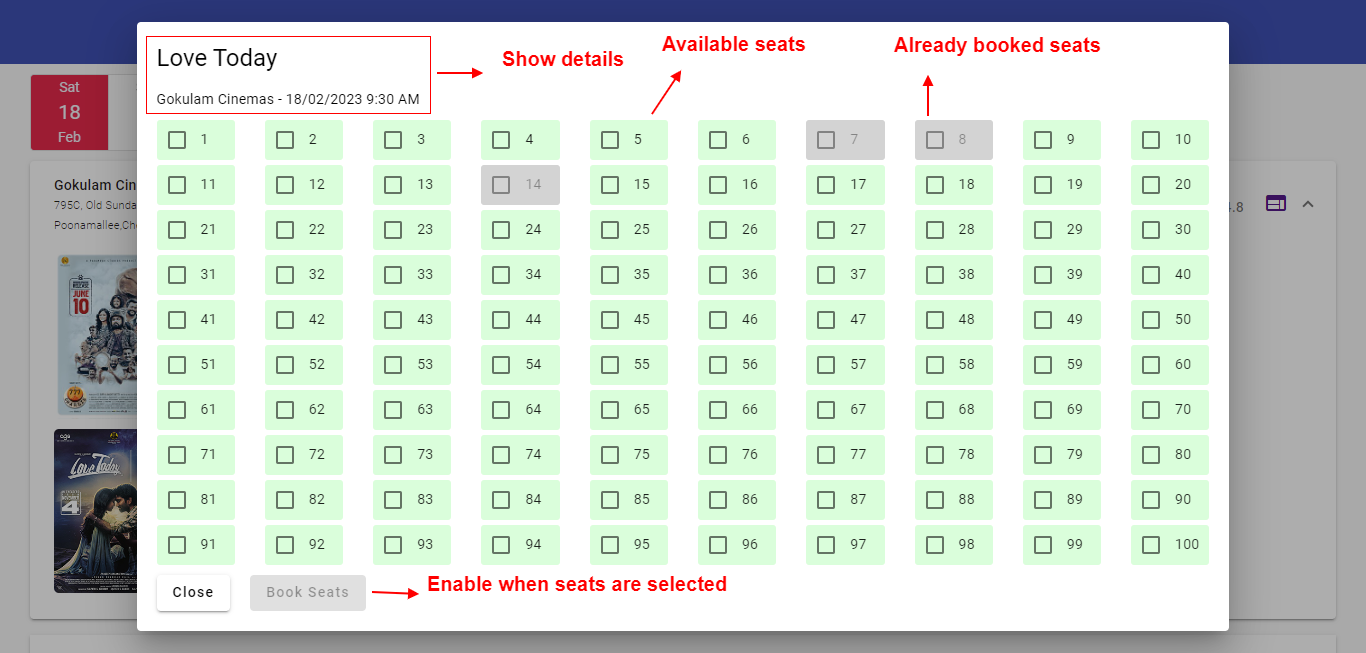 Love Today
Gokulam Cinemas - 18/02/2023 9:30 AM
Show details
Available seats
Already booked seats
1 2 3 4 5 6 7 8 9 10
11 12 13 14 15 16 17 18 19 20
21 22 23 24 25 26 27 28 29 30
31 32 33 34 35 36 37 38 39 40
41 42 43 44 45 46 47 48 49 50
51 52 53 54 55 56 57 58 59 60
61 62 63 64 65 66 67 68 69 70
71 72 73 74 75 76 77 78 79 80
81 82 83 84 85 86 87 88 89 90
91 92 93 94 95 96 97 98 99 100
Close
Book Seats
Enable when seats are selected
Sat
18
Feb
Gokulam Cin
795C, Old Sunda
Poonamallee,Che
.8
JUNE
10
777
Love Today
4